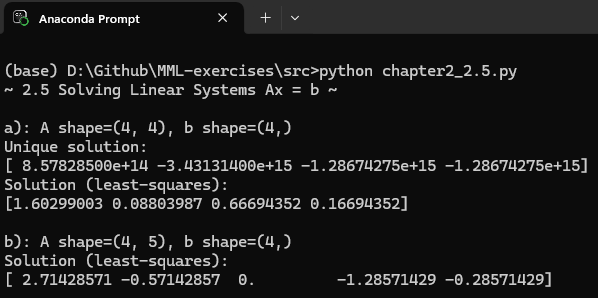 Anaconda Prompt
(base) D:\Github\MML-exercises\src>python chapter2_2.5.py
~ 2.5 Solving Linear Systems Ax = b ~
a): A shape=(4, 4), b shape=(4,)
Unique solution:
[ 8.57828500e+14 -3.43131400e+15 -1.28674275e+15 -1.28674275e+15]
Solution (least-squares):
[1.60299003 0.08803987 0.66694352 0.16694352]
b): A shape=(4, 5), b shape=(4,)
Solution (least-squares):
[ 2.71428571 -0.57142857  0.         -1.28571429 -0.28571429]